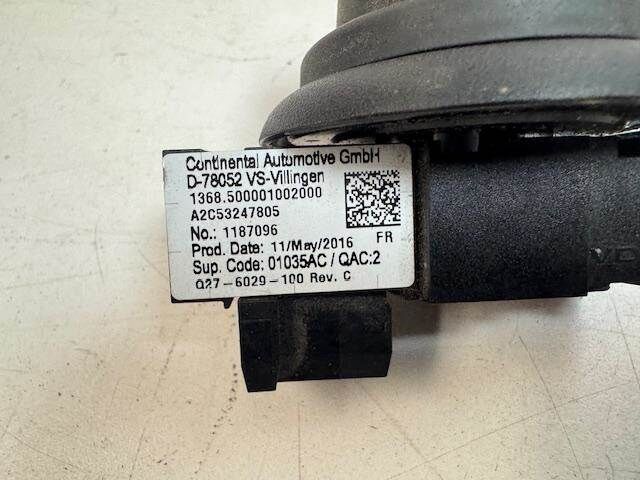 Continental Automotive GmbH
D-78052 VS-Villingen
1368.500001002000
A2C53247805
No.: 1187096
Prod. Date: 11/May/2016 FR
Sup. Code: 01035AC / QAC:2
Q27-6029-100 Rev. C